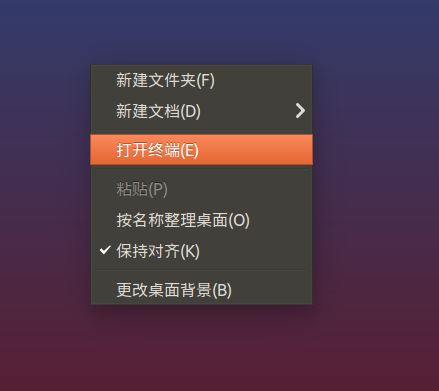 新建文件夹(F)
新建文档(D)
打开终端(E)
粘贴(P)
按名称整理桌面(O)
保持对齐(K)
更改桌面背景(B)